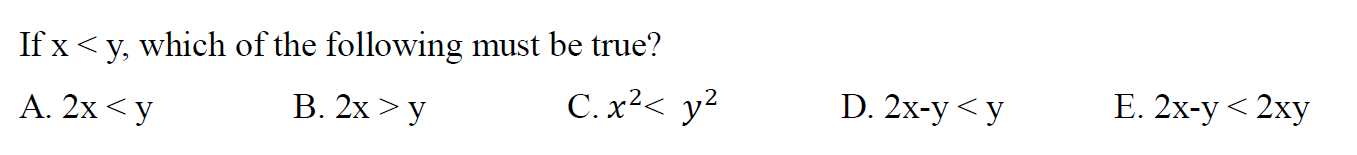 If x < y, which of the following must be true?
A. 2x < y B. 2x > y C. x²< y² D. 2x-y < y E. 2x-y < 2xy